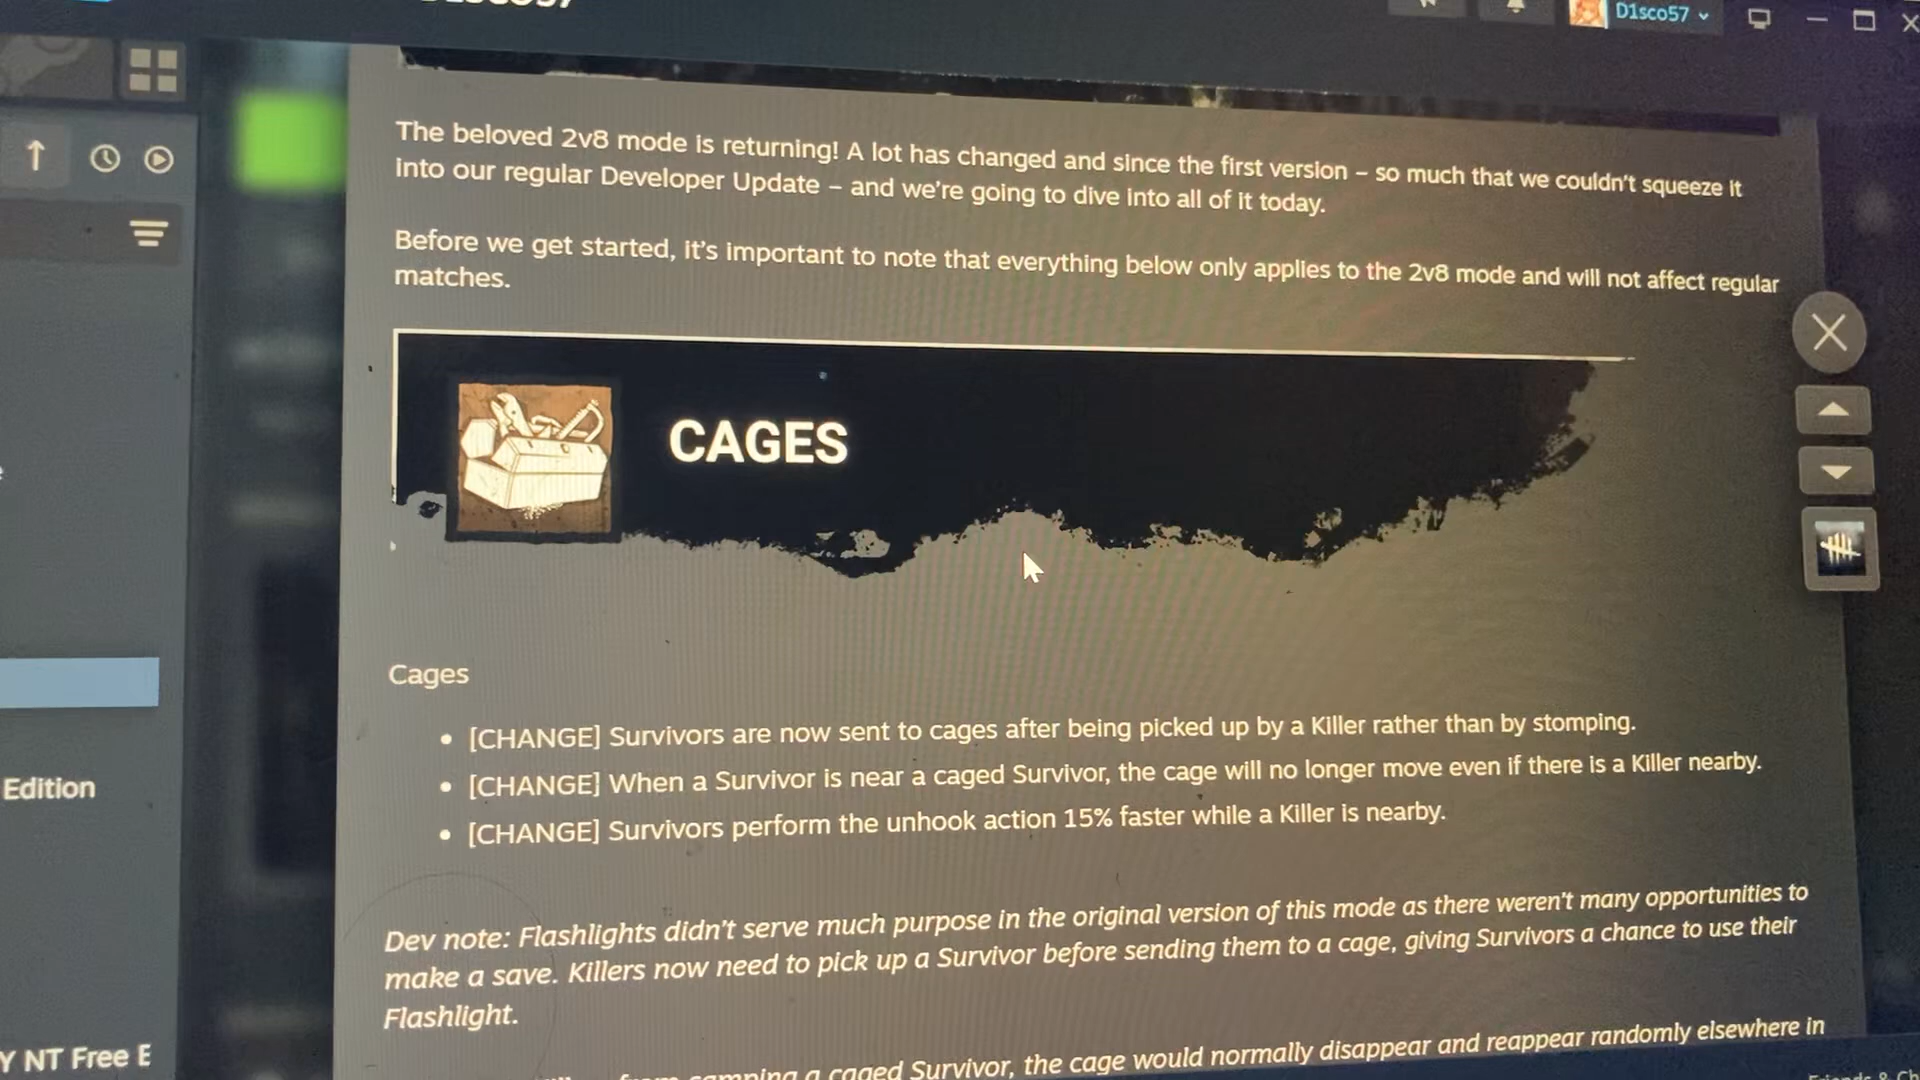 D1sco57
The beloved 2v8 mode is returning! A lot has changed and since the first version – so much that we couldn't squeeze it
into our regular Developer Update – and we're going to dive into all of it today.
Before we get started, it's important to note that everything below only applies to the 2v8 mode and will not affect regular
matches.
CAGES
Cages
• [CHANGE] Survivors are now sent to cages after being picked up by a Killer rather than by stomping.
• [CHANGE] When a Survivor is near a caged Survivor, the cage will no longer move even if there is a Killer nearby.
• [CHANGE] Survivors perform the unhook action 15% faster while a Killer is nearby.
Dev note: Flashlights didn't serve much purpose in the original version of this mode as there weren't many opportunities to
make a save. Killers now need to pick up a Survivor before sending them to a cage, giving Survivors a chance to use their
Flashlight.
from camping a caged Survivor, the cage would normally disappear and reappear randomly elsewhere in
Edition
Y NT Free E